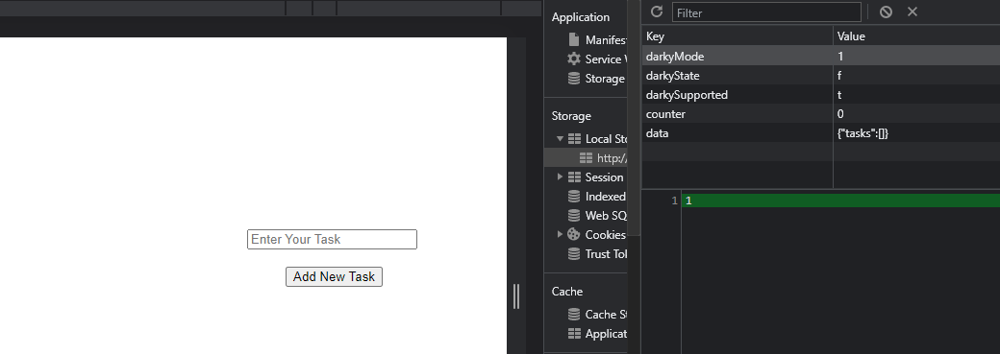 Enter Your Task
Add New Task
Application
Manifest
Service W
Storage
Storage
Local Sto
http://
Session
Indexed
Web SQ
Cookies
Trust Tok
Cache
Cache St
Applicat
Filter
Key Value
darkyMode 1
darkyState f
darkySupported t
counter 0
data {"tasks":[]}
1 1